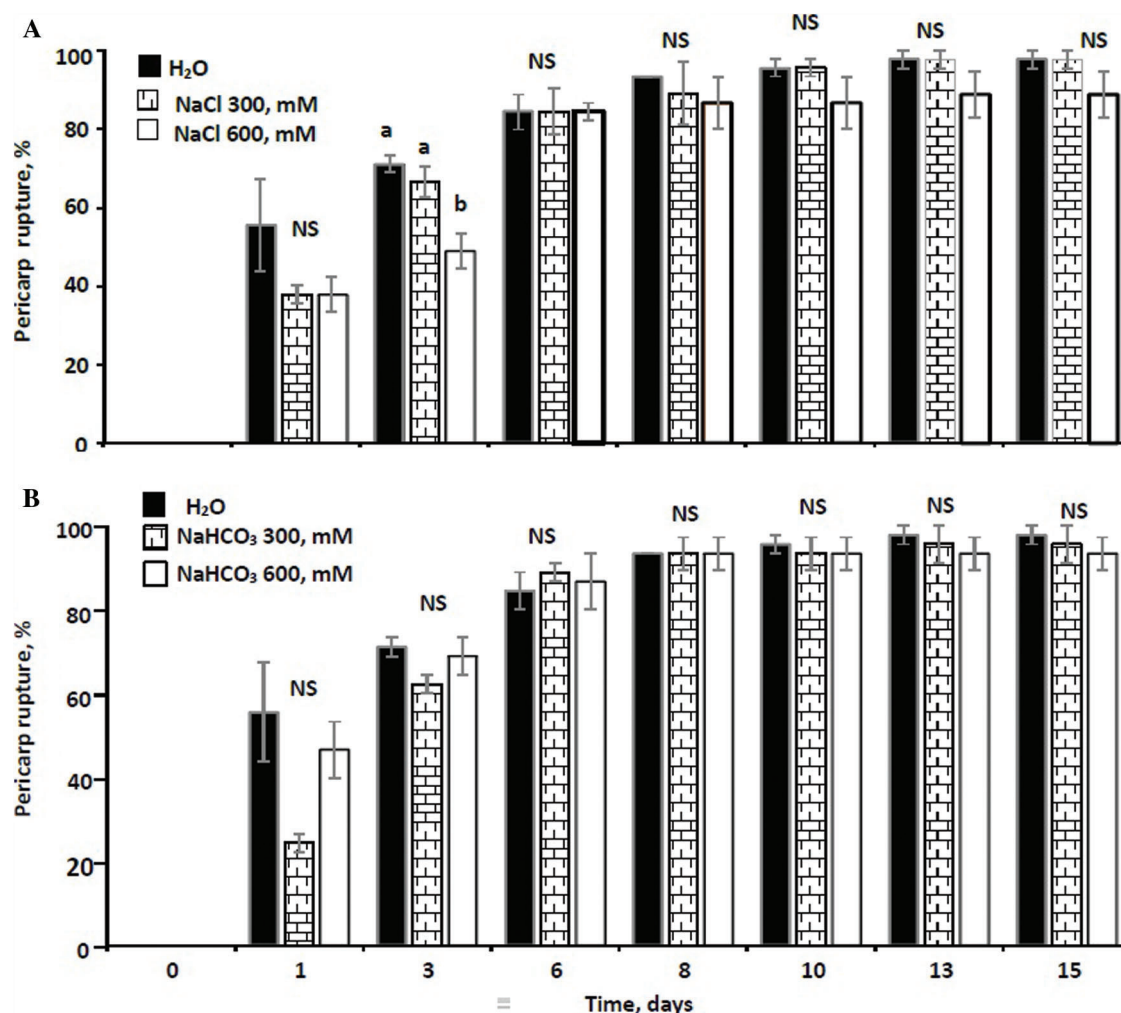 A
100
80
60
40
20
0
Pericarp rupture, %
H₂O
NaCl 300, mM
NaCl 600, mM
NS
a
a
b
NS
NS
NS
NS
NS
B
100
80
60
40
20
0
Pericarp rupture, %
H₂O
NaHCO₃ 300, mM
NaHCO₃ 600, mM
NS
NS
NS
NS
NS
NS
NS
0 1 3 6 8 10 13 15
Time, days